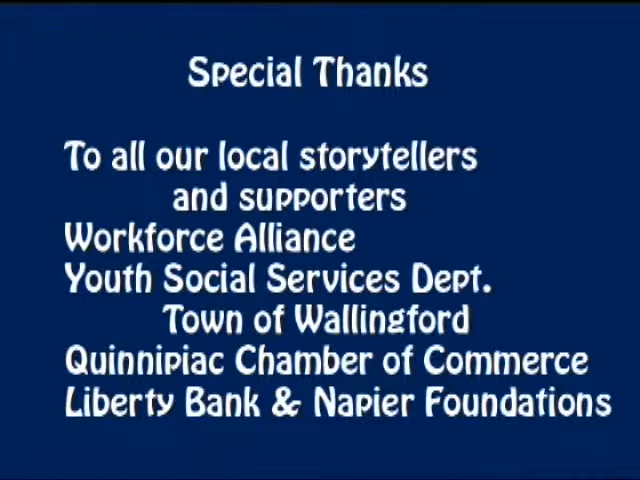 Special Thanks
To all our local storytellers
and supporters
Workforce Alliance
Youth Social Services Dept.
Town of Wallingford
Quinnipiac Chamber of Commerce
Liberty Bank & Napier Foundations